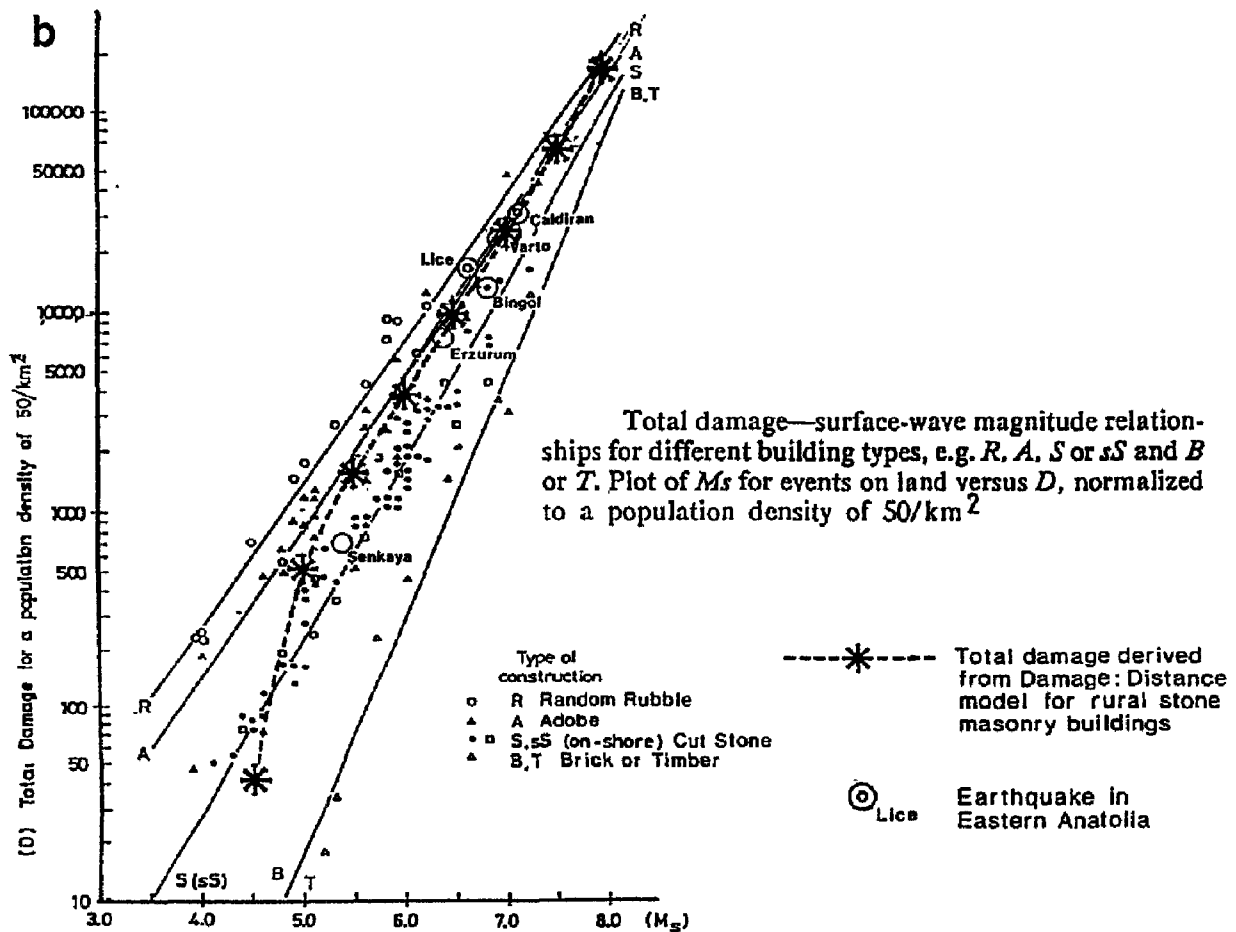 b
R
A
S
B,T
100000
50000
10000
5000
1000
500
100
50
10
(D) Total Damage for a population density of 50/km²
Caldiran
Varto
Lice
Bingol
Erzurum
Senkaya
R
A
S (sS)
B
T
3.0 4.0 5.0 6.0 7.0 8.0 (Ms)
Total damage—surface-wave magnitude relation-
ships for different building types, e.g. R, A, S or sS and B
or T. Plot of Ms for events on land versus D, normalized
to a population density of 50/km²
Type of
construction
R Random Rubble
A Adobe
S,sS (on-shore) Cut Stone
B,T Brick or Timber
Total damage derived
from Damage: Distance
model for rural stone
masonry buildings
Lice
Earthquake in
Eastern Anatolia